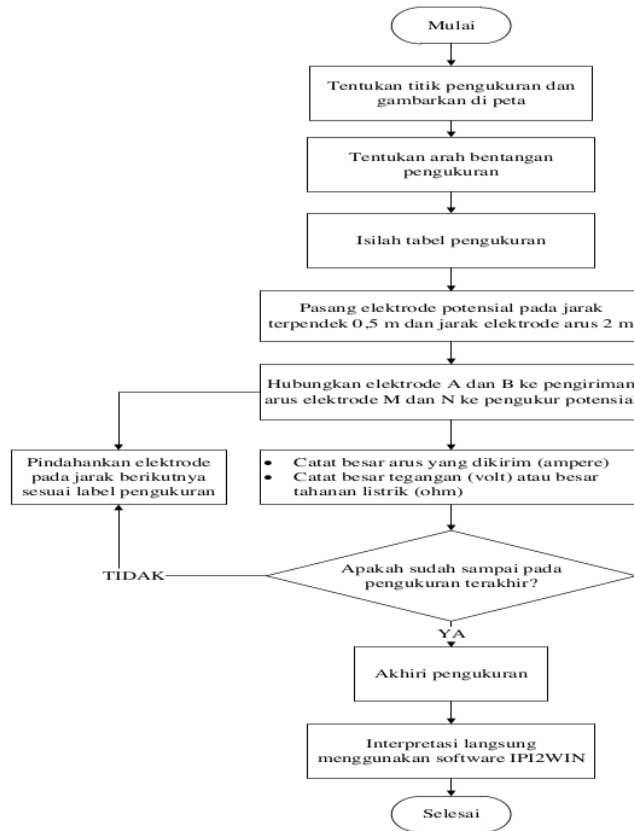 Mulai
Tentukan titik pengukuran dan
gambarkan di peta
Tentukan arah bentangan
pengukuran
Isilah tabel pengukuran
Pasang elektrode potensial pada jarak
terpendek 0,5 m dan jarak elektrode arus 2 m
Hubungkan elektrode A dan B ke pengiriman
arus elektrode M dan N ke pengukur potensial
Pindahankan elektrode
pada jarak berikutnya
sesuai label pengukuran
• Catat besar arus yang dikirim (ampere)
• Catat besar tegangan (volt) atau besar
tahanan listrik (ohm)
Apakah sudah sampai pada
pengukuran terakhir?
TIDAK
YA
Akhiri pengukuran
Interpretasi langsung
menggunakan software IPI2WIN
Selesai